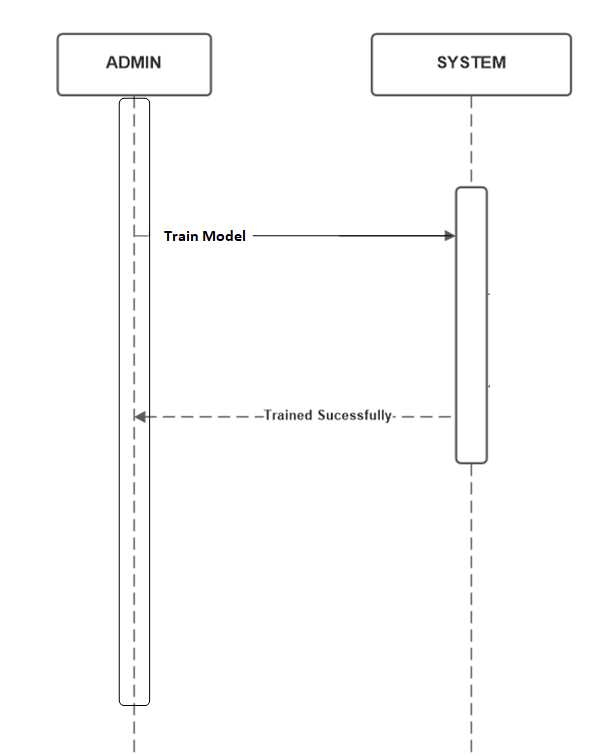 ADMIN
SYSTEM
Train Model
Trained Sucessfully